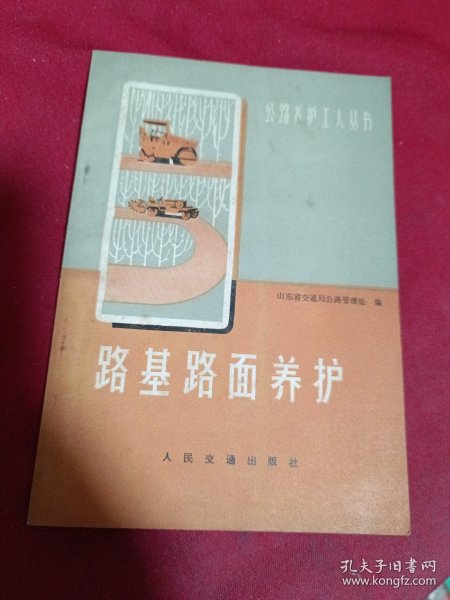 公路养护工人丛书
山东省交通局公路管理处 编
路基路面养护
人民交通出版社
孔夫子旧书网
www.kongfz.com